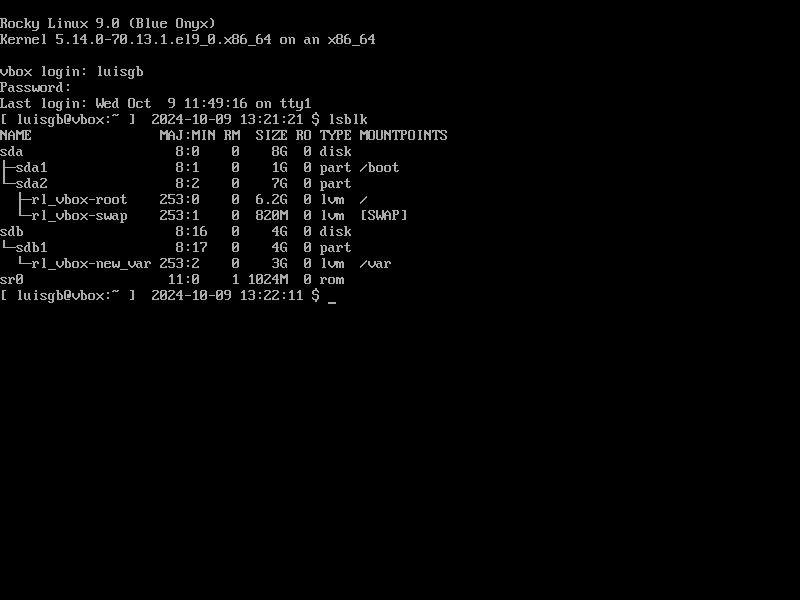 Rocky Linux 9.0 (Blue Onyx)
Kernel 5.14.0-70.13.1.el9_0.x86_64 on an x86_64

vbox login: luisgb
Password:
Last login: Wed Oct  9 11:49:16 on tty1
[ luisgb@vbox:~ ]  2024-10-09 13:21:21 $ lsblk
NAME                MAJ:MIN RM  SIZE RO TYPE MOUNTPOINTS
sda                   8:0    0    8G  0 disk
├─sda1                8:1    0    1G  0 part /boot
└─sda2                8:2    0    7G  0 part
  ├─rl_vbox-root    253:0    0  6.2G  0 lvm  /
  └─rl_vbox-swap    253:1    0  820M  0 lvm  [SWAP]
sdb                   8:16   0    4G  0 disk
└─sdb1                8:17   0    4G  0 part
  └─rl_vbox-new_var 253:2    0    3G  0 lvm  /var
sr0                  11:0    1 1024M  0 rom
[ luisgb@vbox:~ ]  2024-10-09 13:22:11 $ _